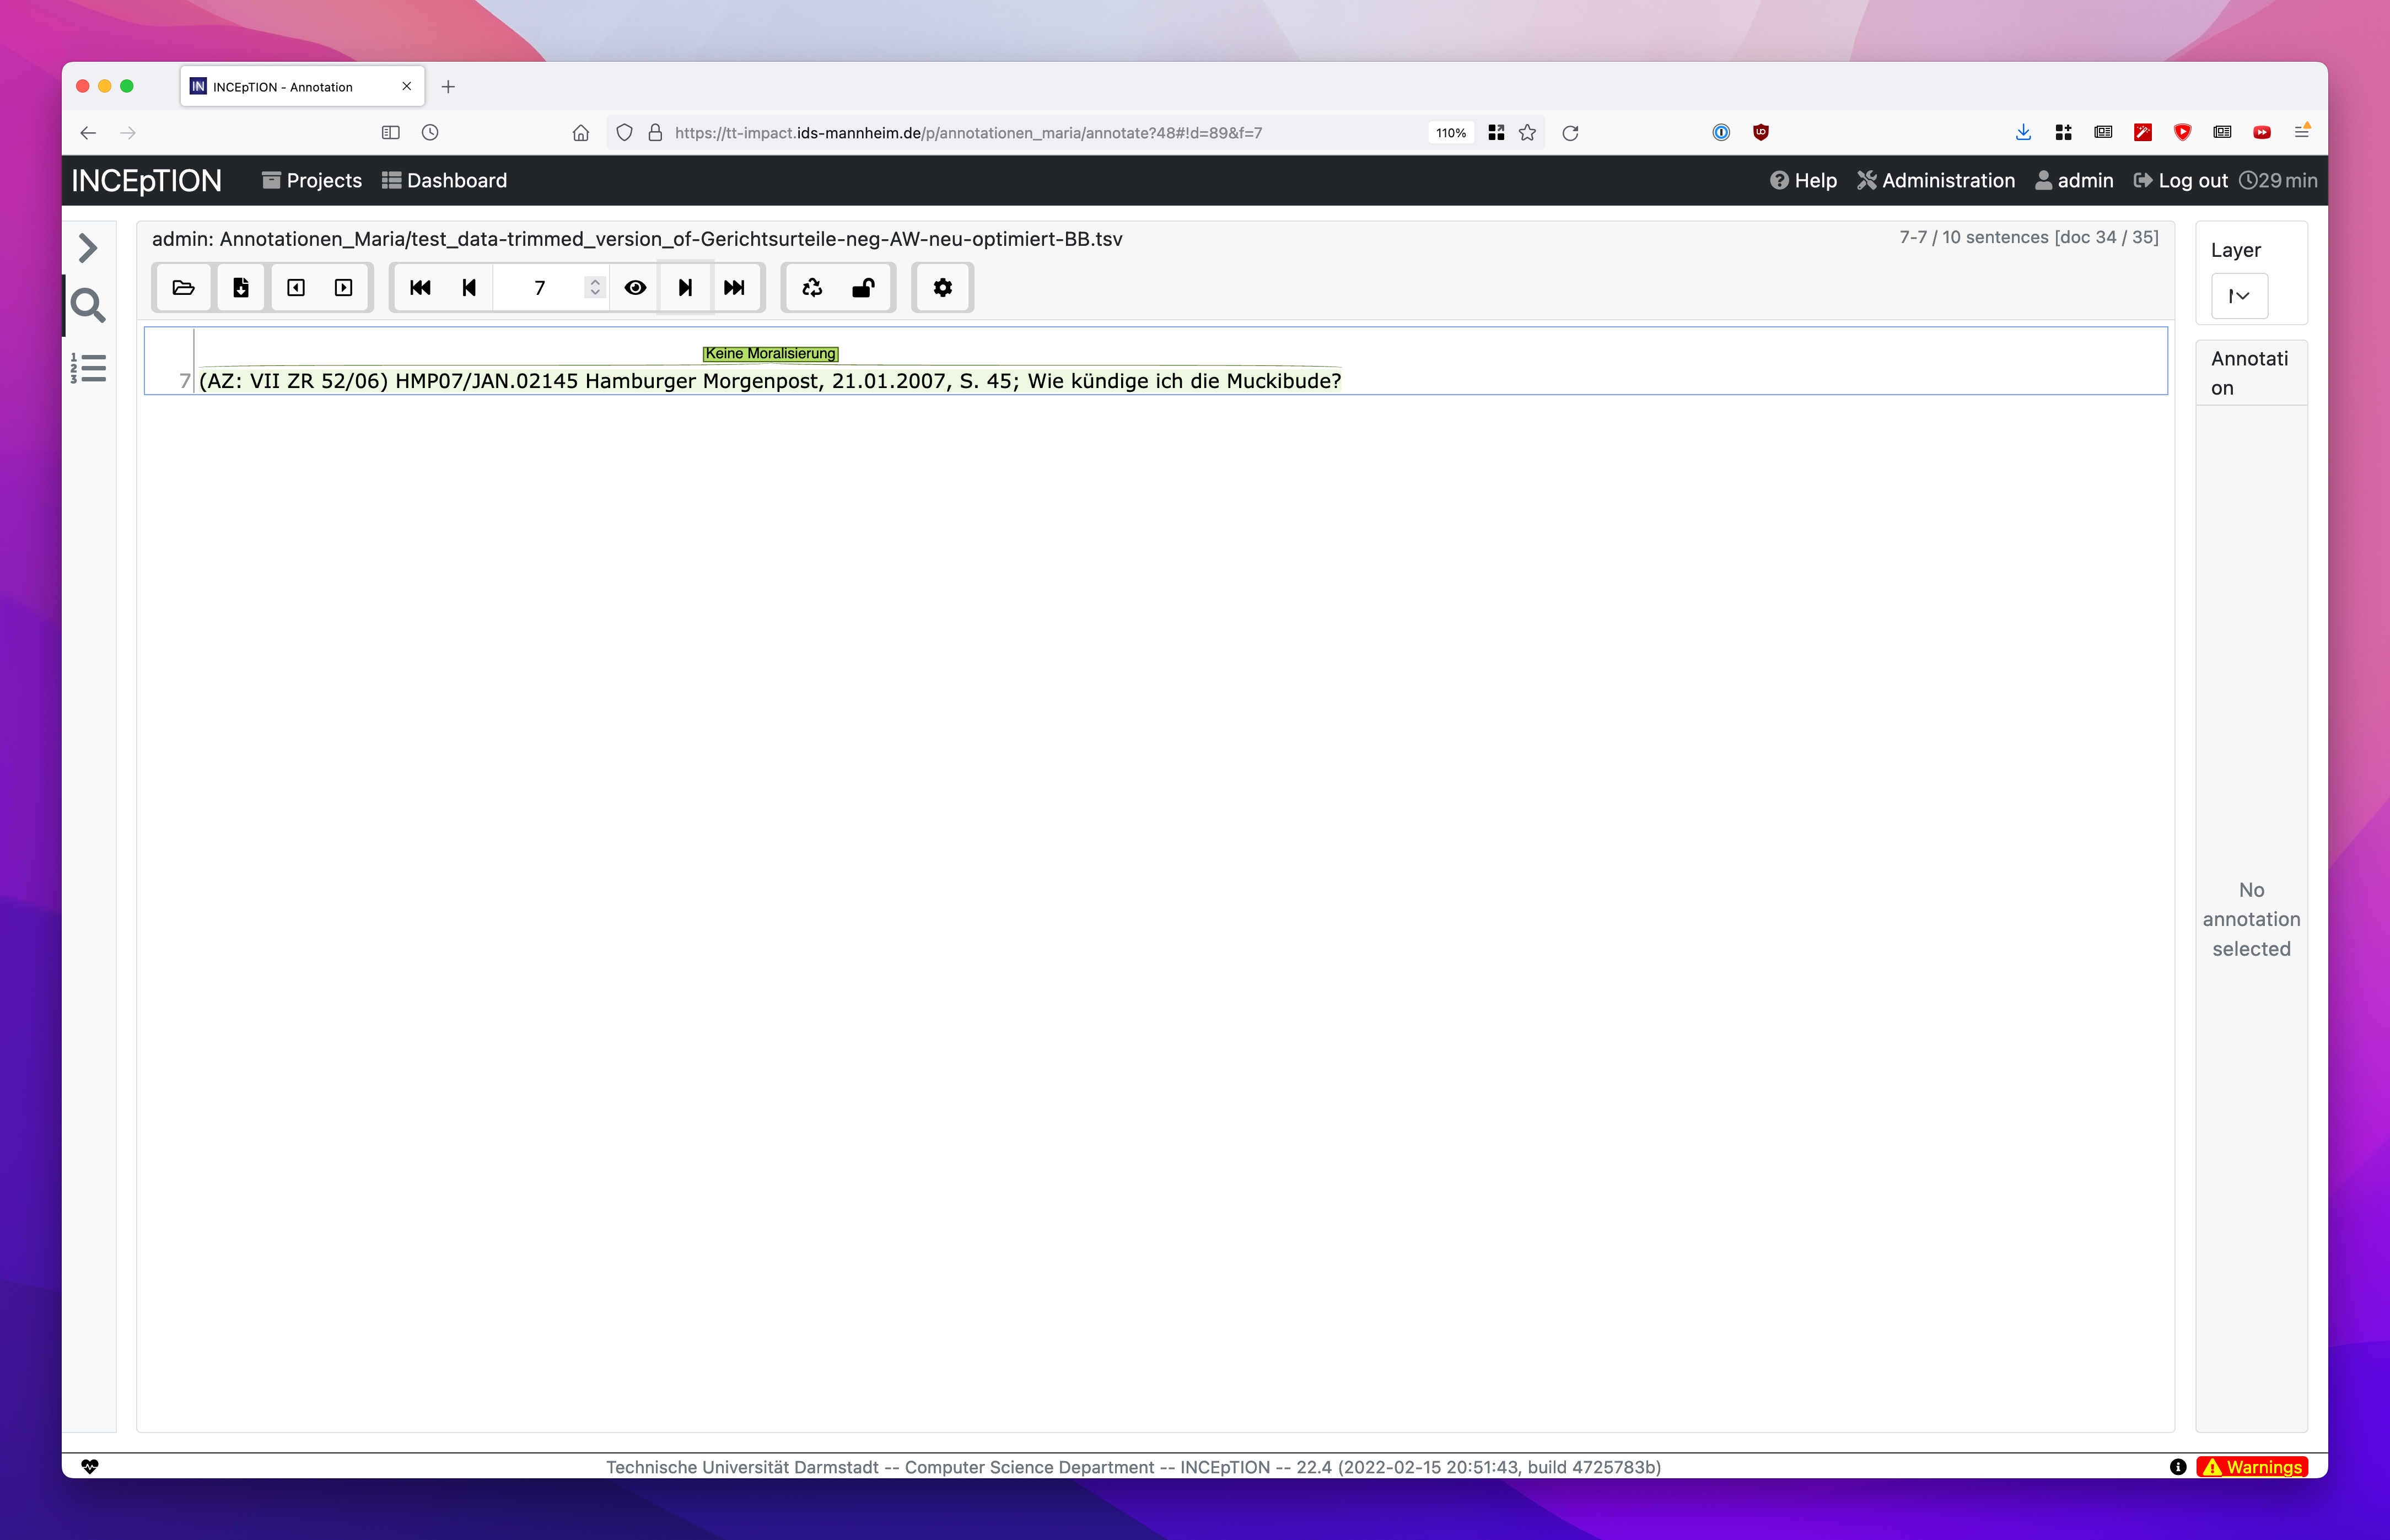 INCEpTION - Annotation
https://tt-impact.ids-mannheim.de/p/annotationen_maria/annotate?48#!d=89&f=7
110%
INCEpTION Projects Dashboard Help Administration admin Log out 29 min
admin: Annotationen_Maria/test_data-trimmed_version_of-Gerichtsurteile-neg-AW-neu-optimiert-BB.tsv
7-7 / 10 sentences [doc 34 / 35]
7
Keine Moralisierung
7 (AZ: VII ZR 52/06) HMP07/JAN.02145 Hamburger Morgenpost, 21.01.2007, S. 45; Wie kündige ich die Muckibude?
Layer
Annotati
on
No
annotation
selected
Technische Universität Darmstadt -- Computer Science Department -- INCEpTION -- 22.4 (2022-02-15 20:51:43, build 4725783b)
Warnings